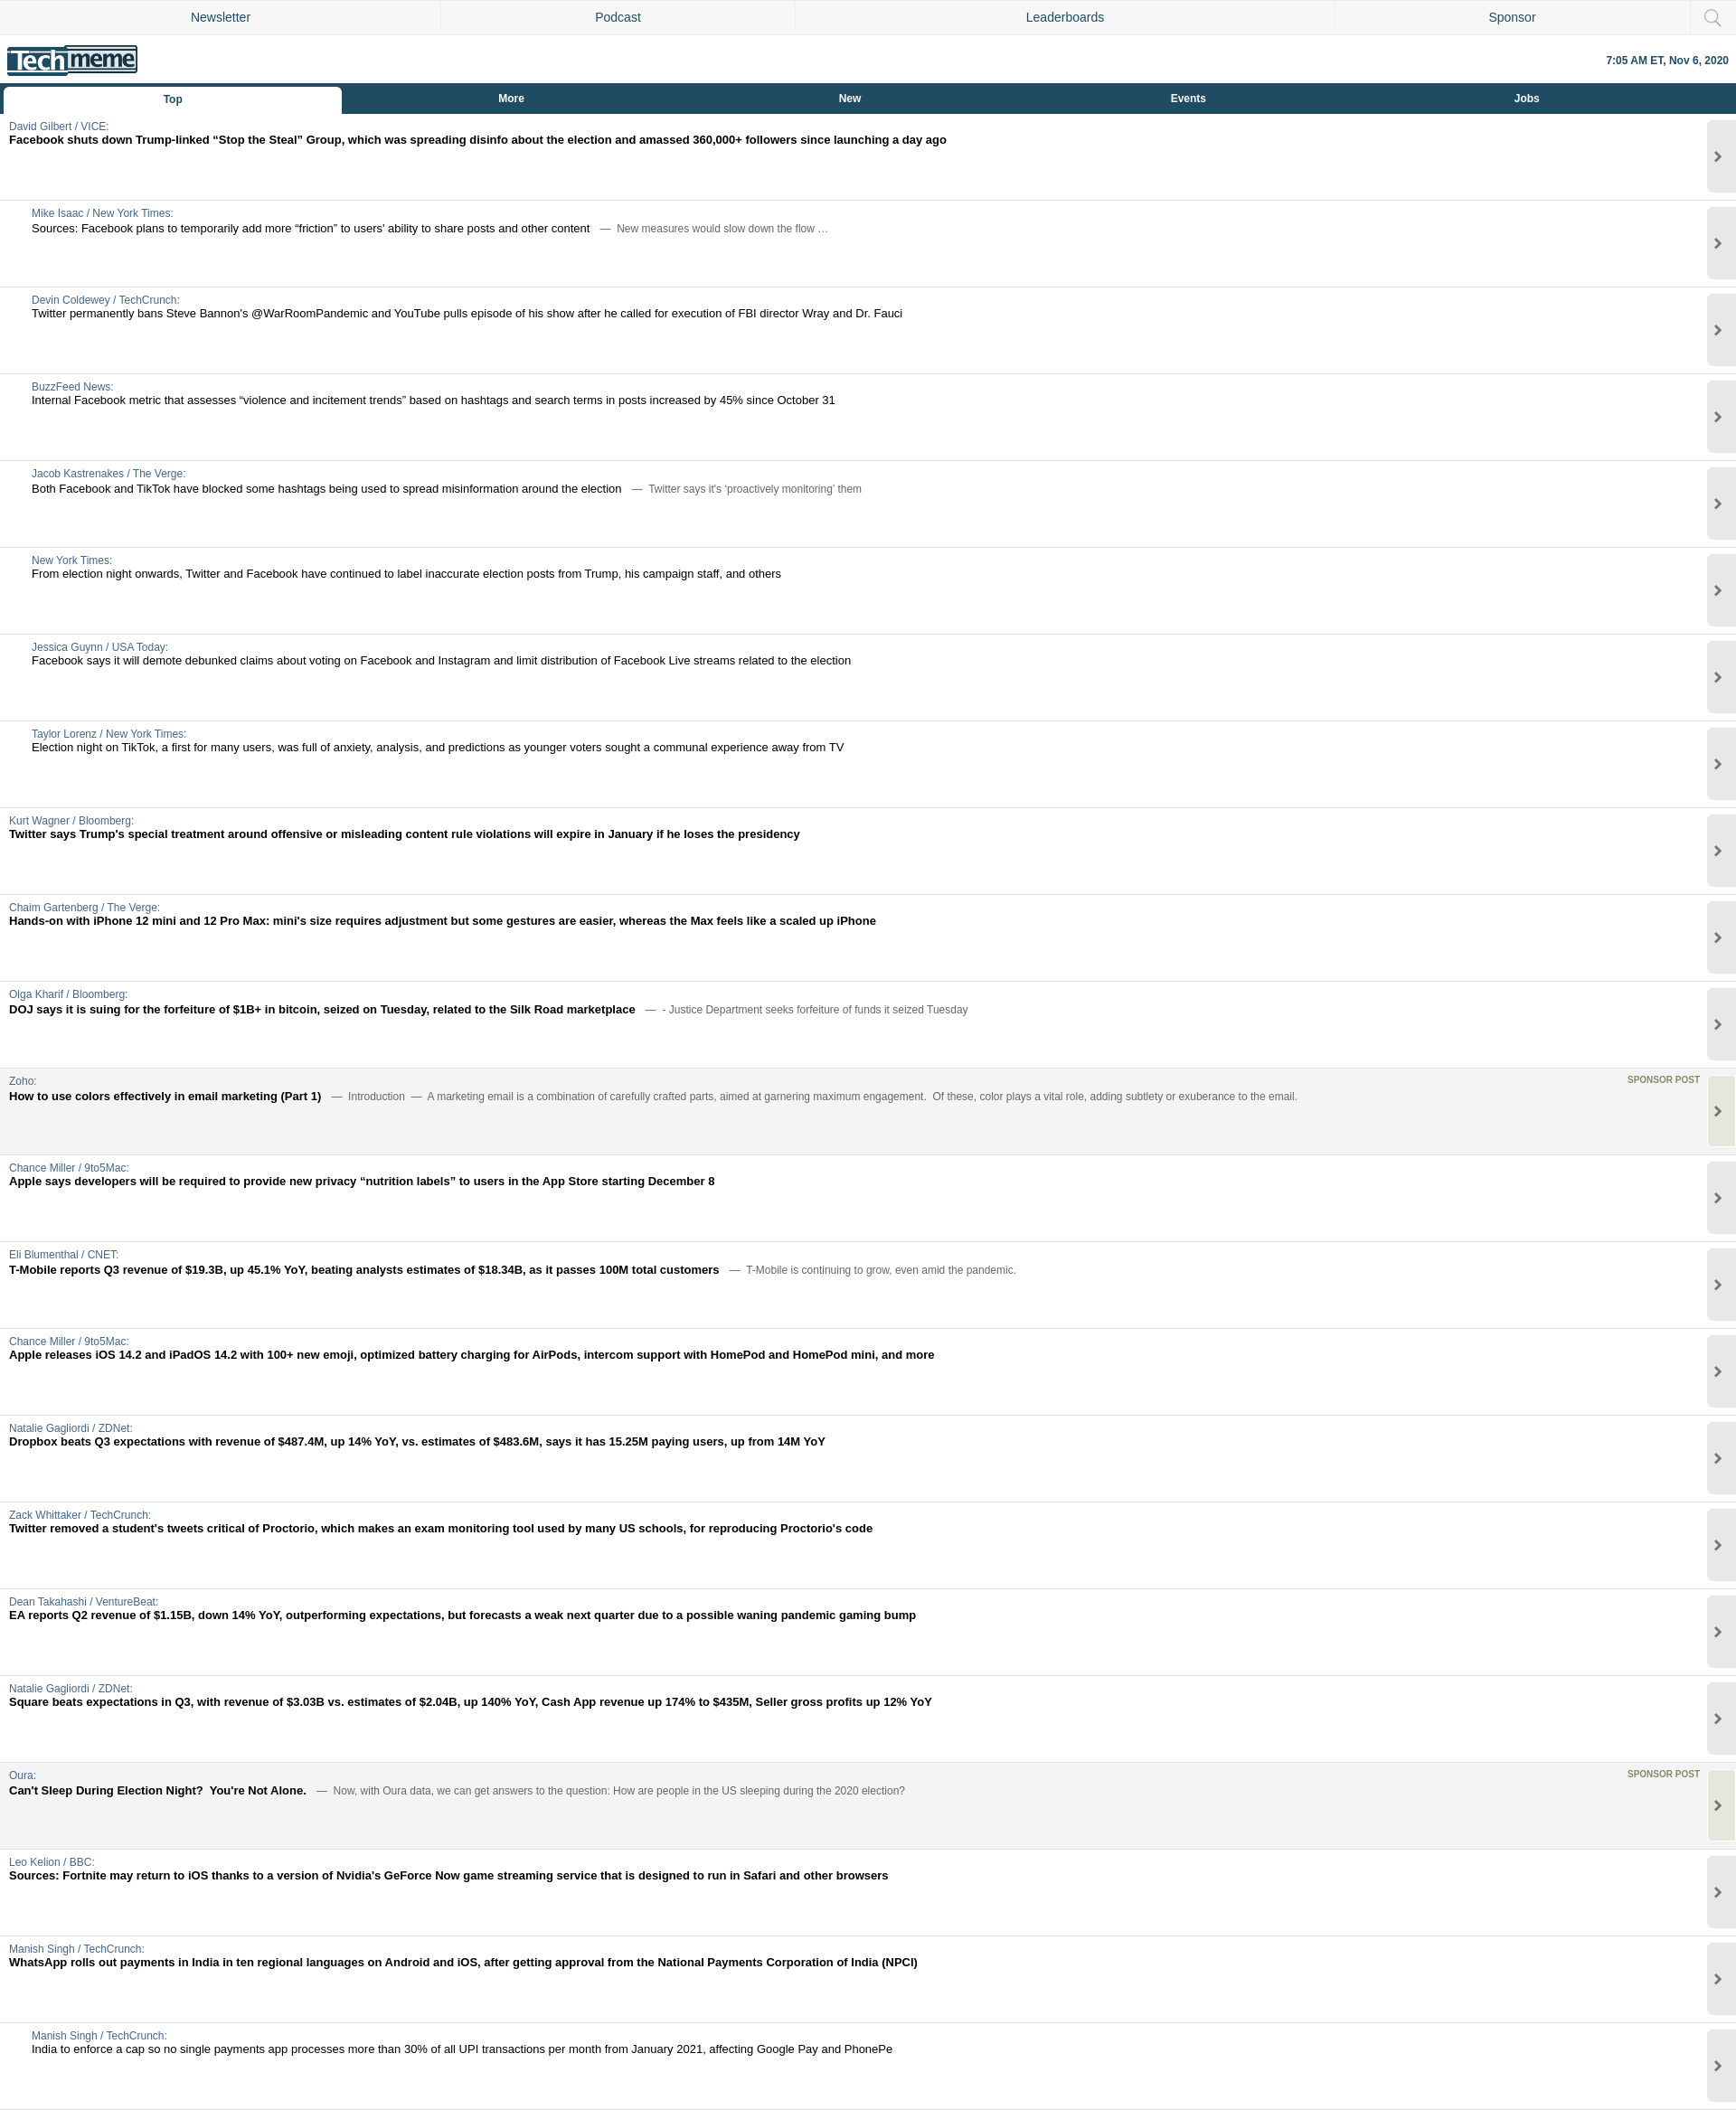 Newsletter
Podcast
Leaderboards
Sponsor
Techmeme
7:05 AM ET, Nov 6, 2020
Top
More
New
Events
Jobs
David Gilbert / VICE:
Facebook shuts down Trump-linked “Stop the Steal” Group, which was spreading disinfo about the election and amassed 360,000+ followers since launching a day ago
Mike Isaac / New York Times:
Sources: Facebook plans to temporarily add more “friction” to users' ability to share posts and other content — New measures would slow down the flow …
Devin Coldewey / TechCrunch:
Twitter permanently bans Steve Bannon's @WarRoomPandemic and YouTube pulls episode of his show after he called for execution of FBI director Wray and Dr. Fauci
BuzzFeed News:
Internal Facebook metric that assesses “violence and incitement trends” based on hashtags and search terms in posts increased by 45% since October 31
Jacob Kastrenakes / The Verge:
Both Facebook and TikTok have blocked some hashtags being used to spread misinformation around the election — Twitter says it's ‘proactively monitoring’ them
New York Times:
From election night onwards, Twitter and Facebook have continued to label inaccurate election posts from Trump, his campaign staff, and others
Jessica Guynn / USA Today:
Facebook says it will demote debunked claims about voting on Facebook and Instagram and limit distribution of Facebook Live streams related to the election
Taylor Lorenz / New York Times:
Election night on TikTok, a first for many users, was full of anxiety, analysis, and predictions as younger voters sought a communal experience away from TV
Kurt Wagner / Bloomberg:
Twitter says Trump's special treatment around offensive or misleading content rule violations will expire in January if he loses the presidency
Chaim Gartenberg / The Verge:
Hands-on with iPhone 12 mini and 12 Pro Max: mini's size requires adjustment but some gestures are easier, whereas the Max feels like a scaled up iPhone
Olga Kharif / Bloomberg:
DOJ says it is suing for the forfeiture of $1B+ in bitcoin, seized on Tuesday, related to the Silk Road marketplace — - Justice Department seeks forfeiture of funds it seized Tuesday
Zoho:
SPONSOR POST
How to use colors effectively in email marketing (Part 1) — Introduction — A marketing email is a combination of carefully crafted parts, aimed at garnering maximum engagement. Of these, color plays a vital role, adding subtlety or exuberance to the email.
Chance Miller / 9to5Mac:
Apple says developers will be required to provide new privacy “nutrition labels” to users in the App Store starting December 8
Eli Blumenthal / CNET:
T-Mobile reports Q3 revenue of $19.3B, up 45.1% YoY, beating analysts estimates of $18.34B, as it passes 100M total customers — T-Mobile is continuing to grow, even amid the pandemic.
Chance Miller / 9to5Mac:
Apple releases iOS 14.2 and iPadOS 14.2 with 100+ new emoji, optimized battery charging for AirPods, intercom support with HomePod and HomePod mini, and more
Natalie Gagliordi / ZDNet:
Dropbox beats Q3 expectations with revenue of $487.4M, up 14% YoY, vs. estimates of $483.6M, says it has 15.25M paying users, up from 14M YoY
Zack Whittaker / TechCrunch:
Twitter removed a student's tweets critical of Proctorio, which makes an exam monitoring tool used by many US schools, for reproducing Proctorio's code
Dean Takahashi / VentureBeat:
EA reports Q2 revenue of $1.15B, down 14% YoY, outperforming expectations, but forecasts a weak next quarter due to a possible waning pandemic gaming bump
Natalie Gagliordi / ZDNet:
Square beats expectations in Q3, with revenue of $3.03B vs. estimates of $2.04B, up 140% YoY, Cash App revenue up 174% to $435M, Seller gross profits up 12% YoY
Oura:
SPONSOR POST
Can't Sleep During Election Night? You're Not Alone. — Now, with Oura data, we can get answers to the question: How are people in the US sleeping during the 2020 election?
Leo Kelion / BBC:
Sources: Fortnite may return to iOS thanks to a version of Nvidia's GeForce Now game streaming service that is designed to run in Safari and other browsers
Manish Singh / TechCrunch:
WhatsApp rolls out payments in India in ten regional languages on Android and iOS, after getting approval from the National Payments Corporation of India (NPCI)
Manish Singh / TechCrunch:
India to enforce a cap so no single payments app processes more than 30% of all UPI transactions per month from January 2021, affecting Google Pay and PhonePe